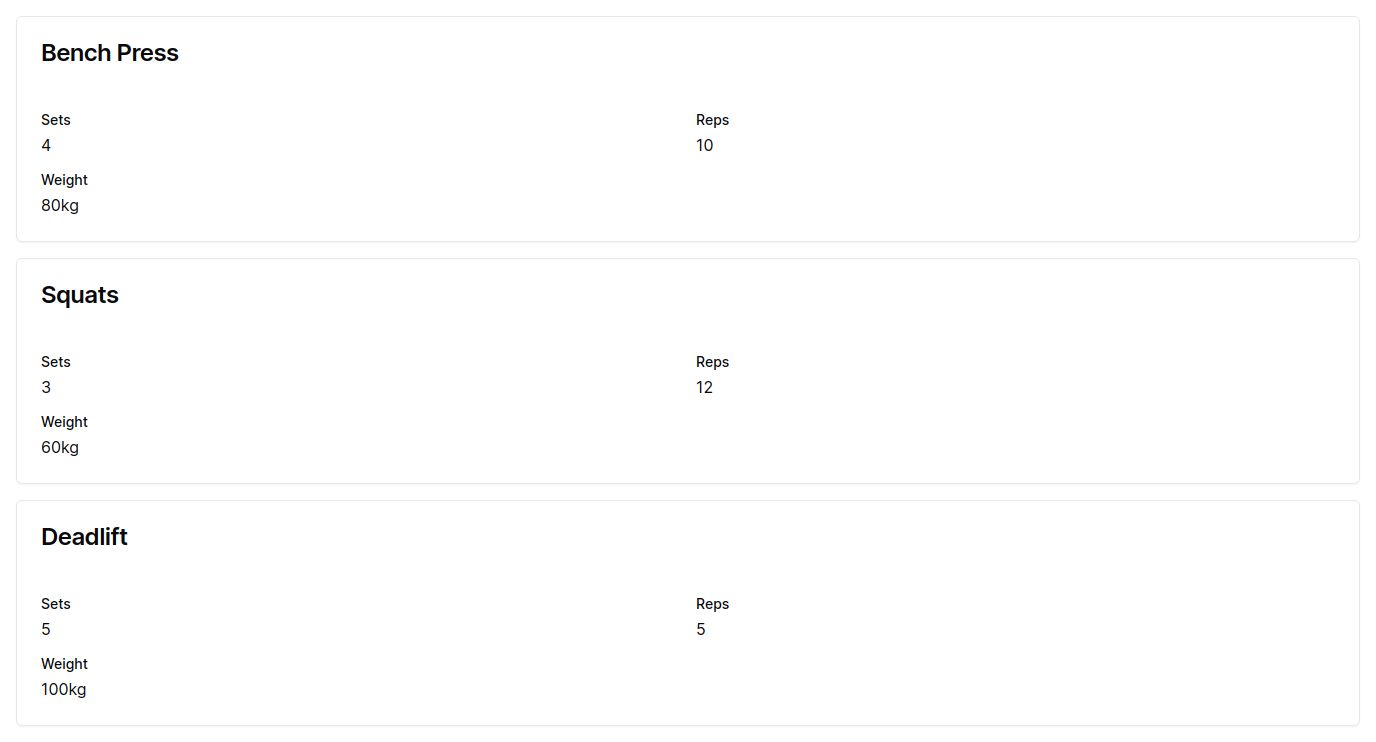 Bench Press
Sets
4
Reps
10
Weight
80kg
Squats
Sets
3
Reps
12
Weight
60kg
Deadlift
Sets
5
Reps
5
Weight
100kg